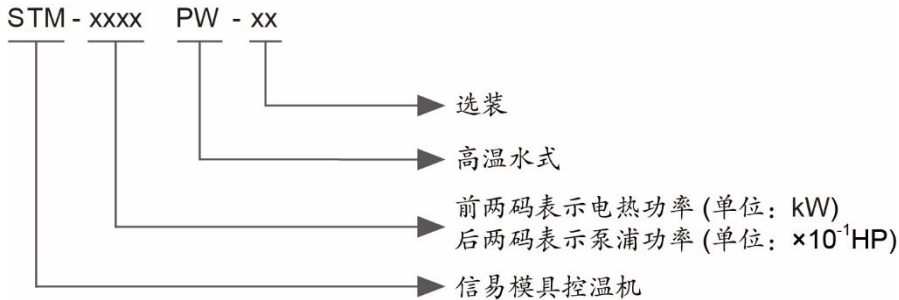 STM - xxxx PW - xx
选装
高温水式
前两码表示电热功率 (单位：kW)
后两码表示泵浦功率 (单位：×10⁻¹HP)
信易模具控温机